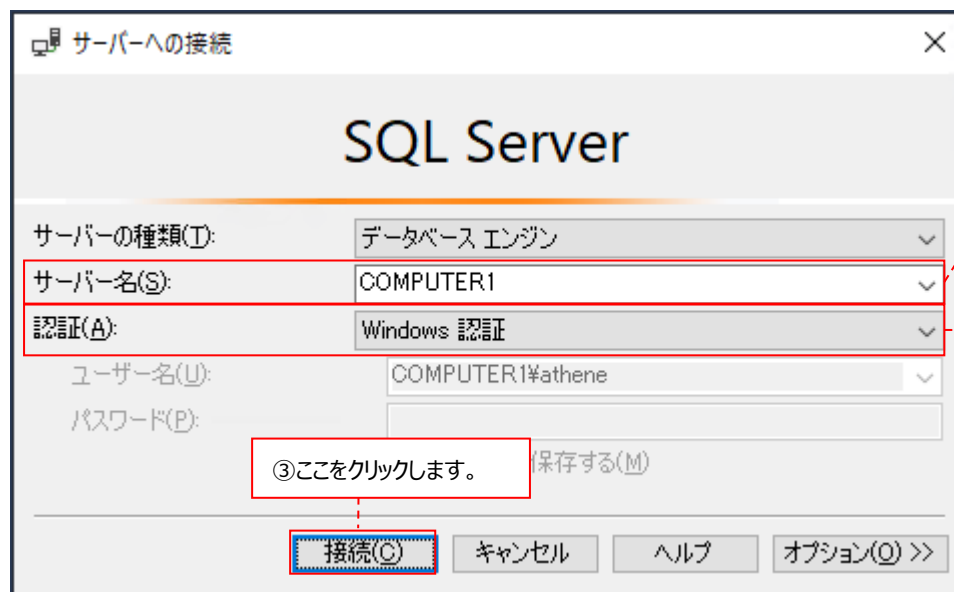 サーバーへの接続
SQL Server
サーバーの種類(T): データベース エンジン
サーバー名(S): COMPUTER1
認証(A): Windows 認証
ユーザー名(U): COMPUTER1¥athene
パスワード(P):
保存する(M)
③ここをクリックします。
接続(C) キャンセル ヘルプ オプション(O) >>